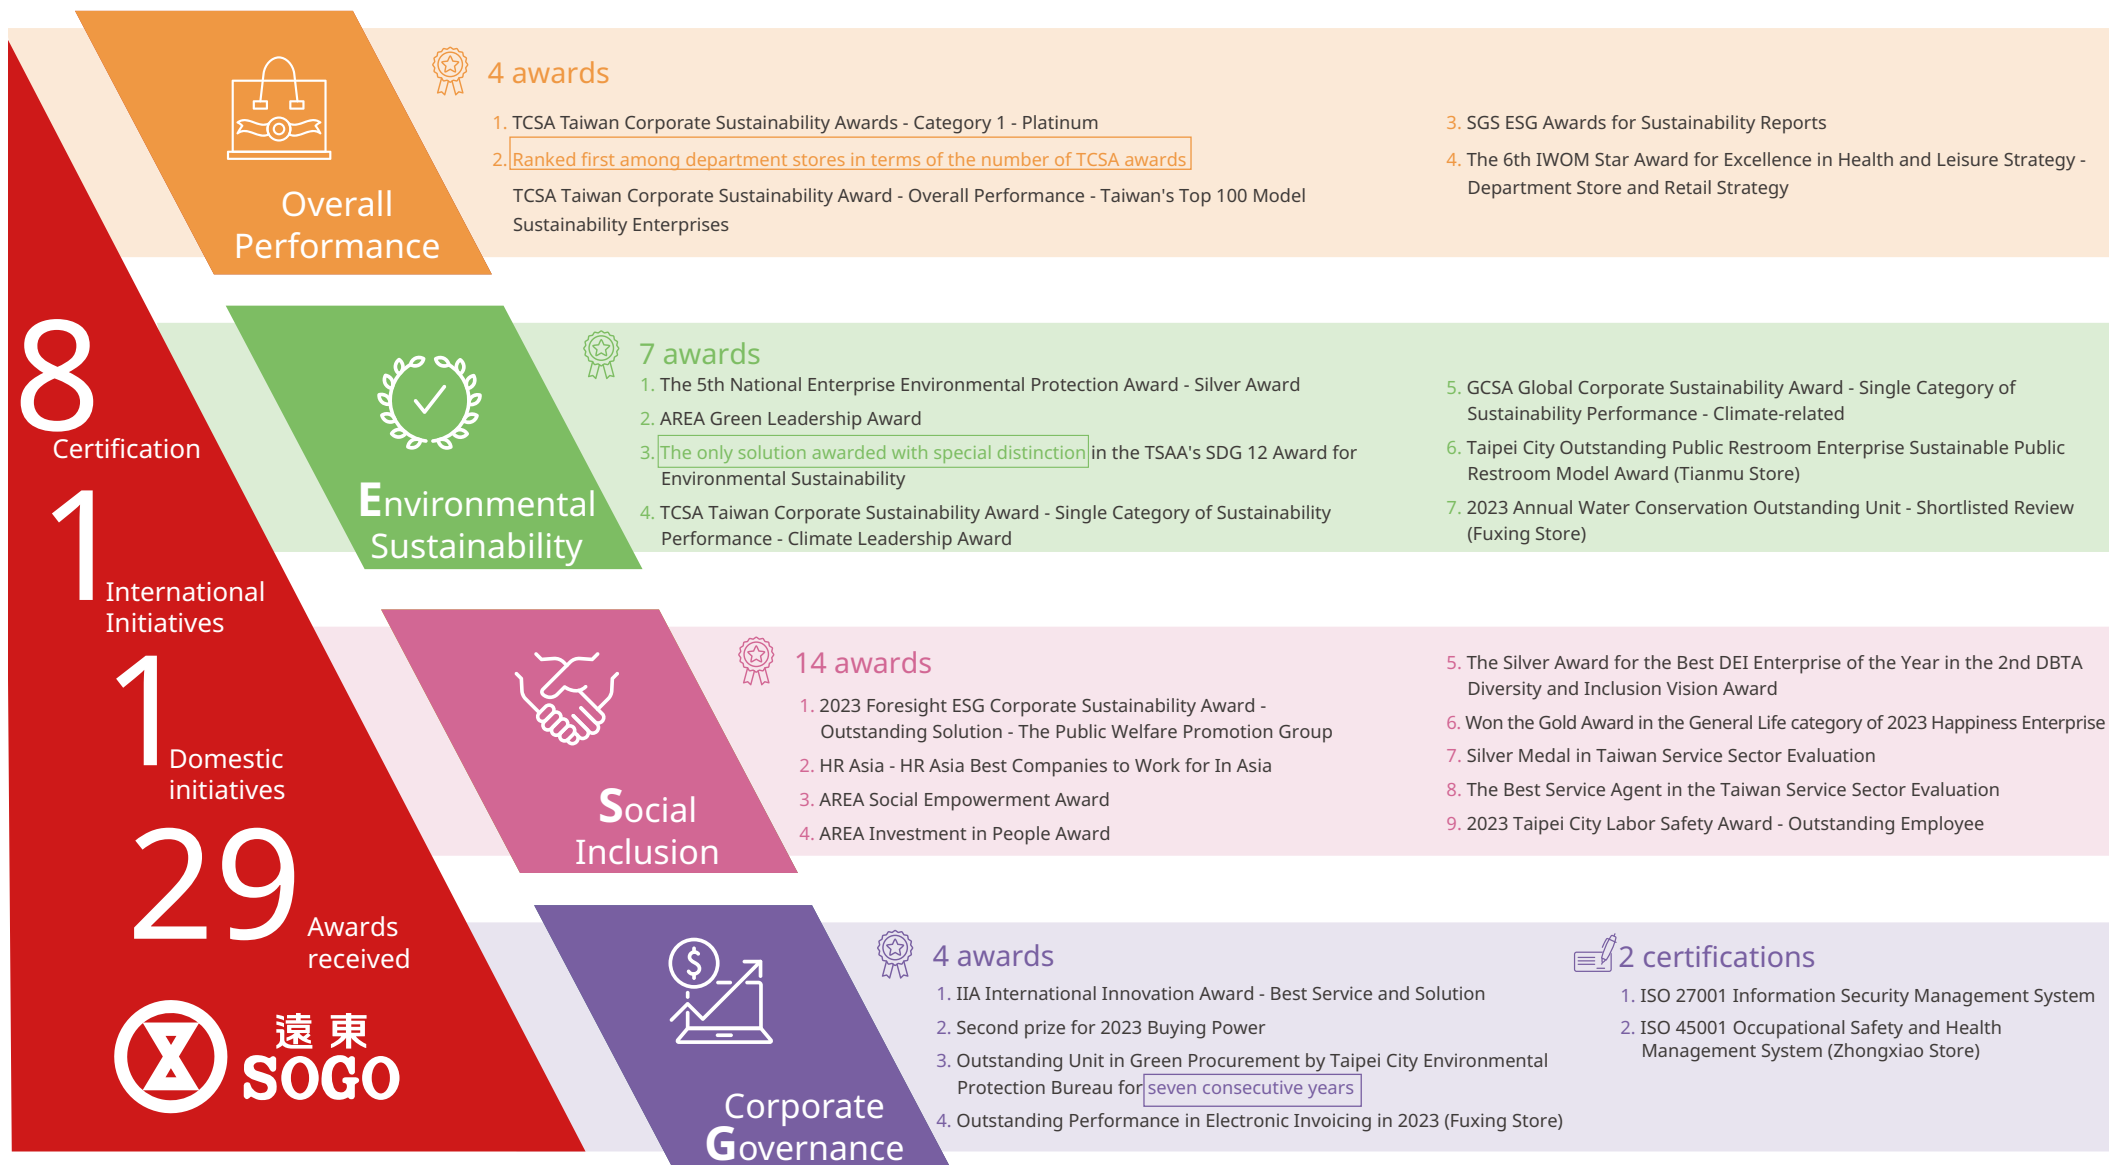 8
Certification
1
International
Initiatives
1
Domestic
initiatives
29
Awards
received
遠東
SOGO
Overall
Performance
4 awards
1. TCSA Taiwan Corporate Sustainability Awards - Category 1 - Platinum
2. Ranked first among department stores in terms of the number of TCSA awards
TCSA Taiwan Corporate Sustainability Award - Overall Performance - Taiwan's Top 100 Model
Sustainability Enterprises
3. SGS ESG Awards for Sustainability Reports
4. The 6th IWOM Star Award for Excellence in Health and Leisure Strategy -
Department Store and Retail Strategy
Environmental
Sustainability
7 awards
1. The 5th National Enterprise Environmental Protection Award - Silver Award
2. AREA Green Leadership Award
3. The only solution awarded with special distinction in the TSAA's SDG 12 Award for
Environmental Sustainability
4. TCSA Taiwan Corporate Sustainability Award - Single Category of Sustainability
Performance - Climate Leadership Award
5. GCSA Global Corporate Sustainability Award - Single Category of
Sustainability Performance - Climate-related
6. Taipei City Outstanding Public Restroom Enterprise Sustainable Public
Restroom Model Award (Tianmu Store)
7. 2023 Annual Water Conservation Outstanding Unit - Shortlisted Review
(Fuxing Store)
Social
Inclusion
14 awards
1. 2023 Foresight ESG Corporate Sustainability Award -
Outstanding Solution - The Public Welfare Promotion Group
2. HR Asia - HR Asia Best Companies to Work for In Asia
3. AREA Social Empowerment Award
4. AREA Investment in People Award
5. The Silver Award for the Best DEI Enterprise of the Year in the 2nd DBTA
Diversity and Inclusion Vision Award
6. Won the Gold Award in the General Life category of 2023 Happiness Enterprise
7. Silver Medal in Taiwan Service Sector Evaluation
8. The Best Service Agent in the Taiwan Service Sector Evaluation
9. 2023 Taipei City Labor Safety Award - Outstanding Employee
Corporate
Governance
4 awards
1. IIA International Innovation Award - Best Service and Solution
2. Second prize for 2023 Buying Power
3. Outstanding Unit in Green Procurement by Taipei City Environmental
Protection Bureau for seven consecutive years
4. Outstanding Performance in Electronic Invoicing in 2023 (Fuxing Store)
2 certifications
1. ISO 27001 Information Security Management System
2. ISO 45001 Occupational Safety and Health
Management System (Zhongxiao Store)